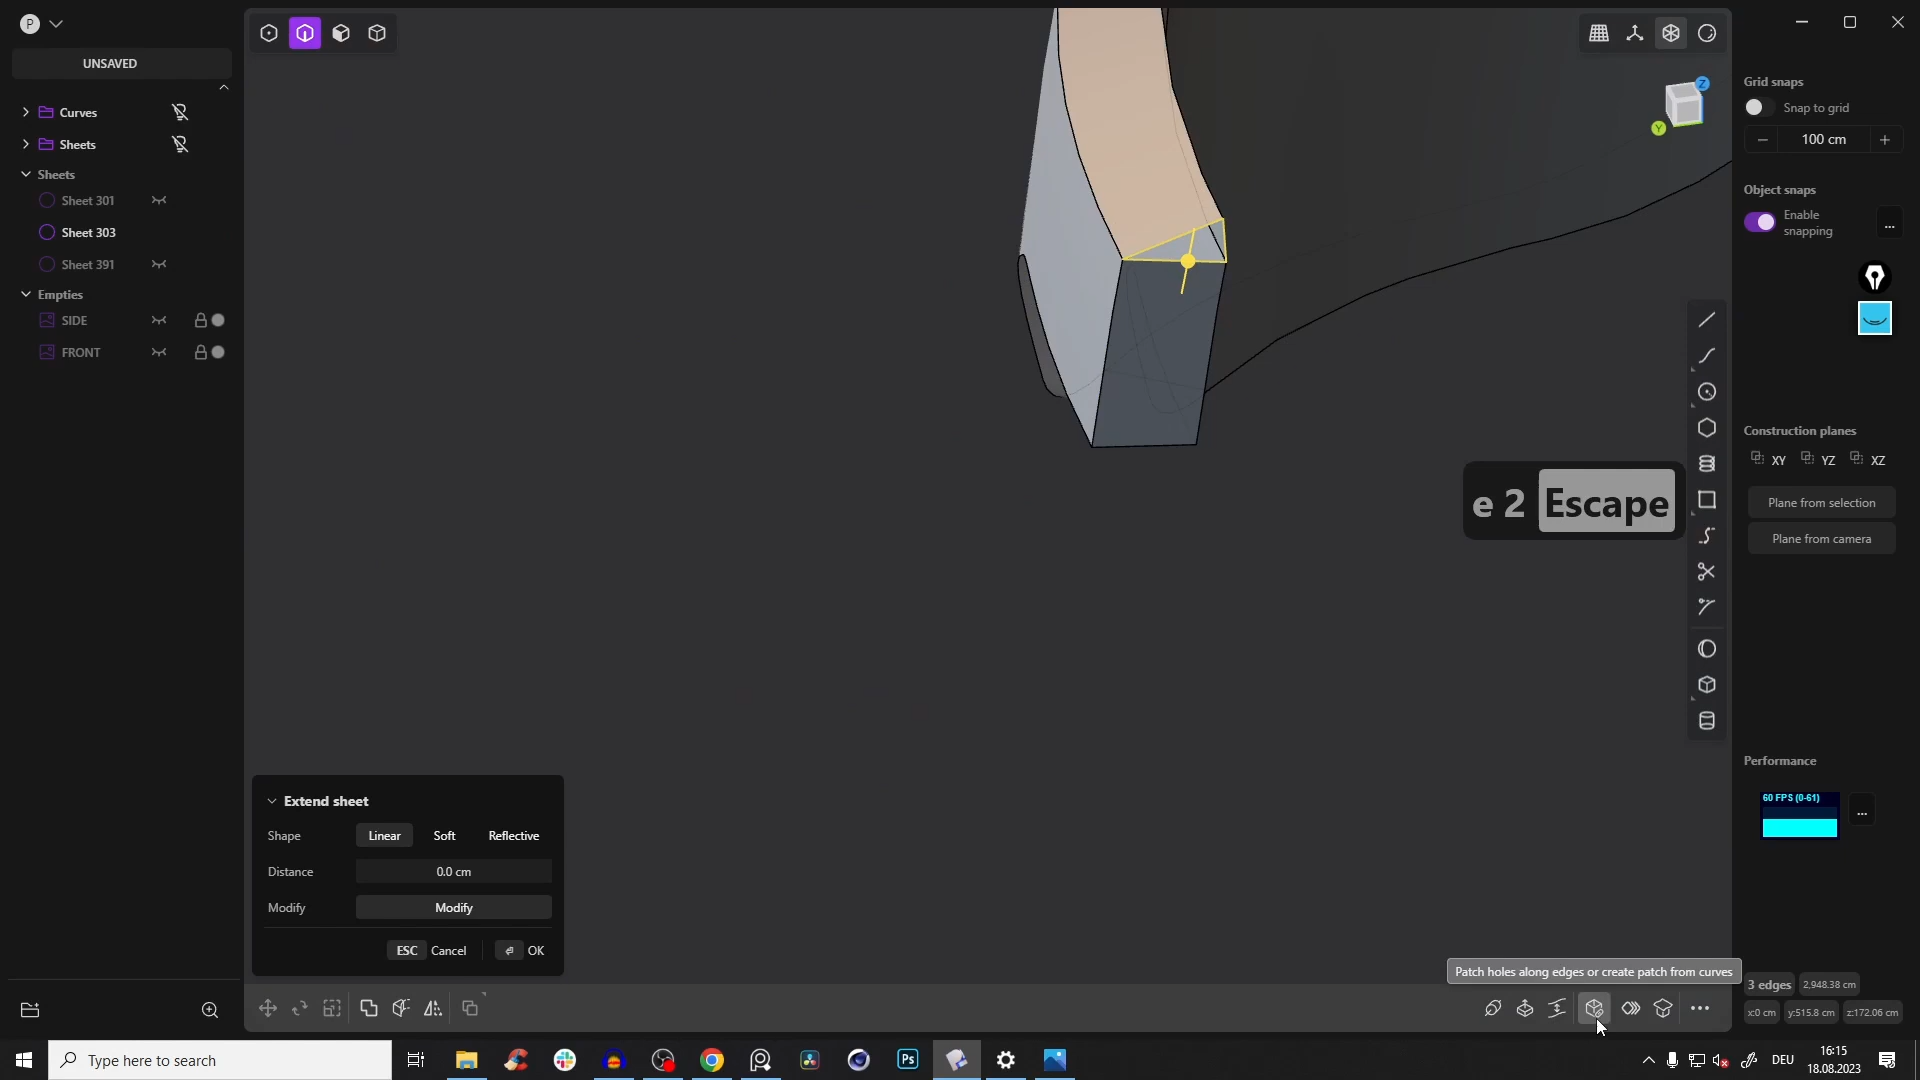 P
UNSAVED
Curves
Sheets
Sheets
Sheet 301
Sheet 303
Sheet 391
Empties
SIDE
FRONT
Z
Y
Grid snaps
Snap to grid
100 cm
Object snaps
Enable
snapping
...
e 2 Escape
Construction planes
XY YZ XZ
Plane from selection
Plane from camera
Performance
60 FPS (0-61)
...
Extend sheet
Shape Linear Soft Reflective
Distance 0.0 cm
Modify Modify
ESC Cancel OK
Patch holes along edges or create patch from curves
3 edges 2,948.38 cm
x:0 cm y:515.8 cm z:172.06 cm
Type here to search
Ps
DEU
16:15
18.08.2023